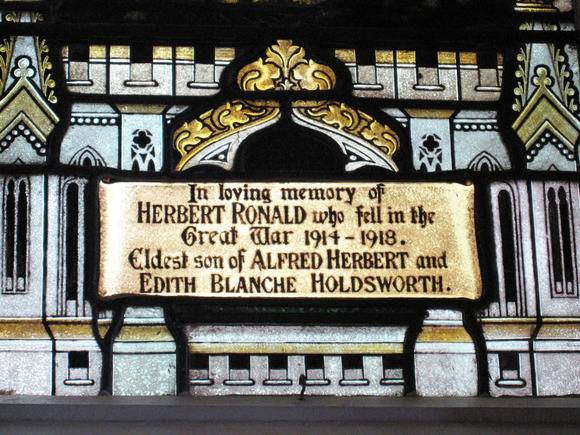 In loving memory of
HERBERT RONALD who fell in the
Great War 1914-1918.
Eldest son of ALFRED HERBERT and
EDITH BLANCHE HOLDSWORTH.